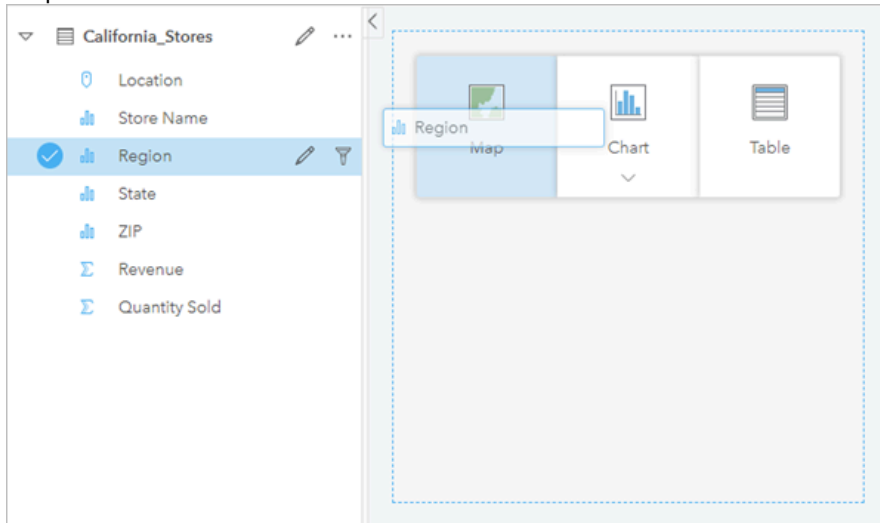 California_Stores
Location
Store Name
Region
State
ZIP
Revenue
Quantity Sold
Region
Map
Chart
Table